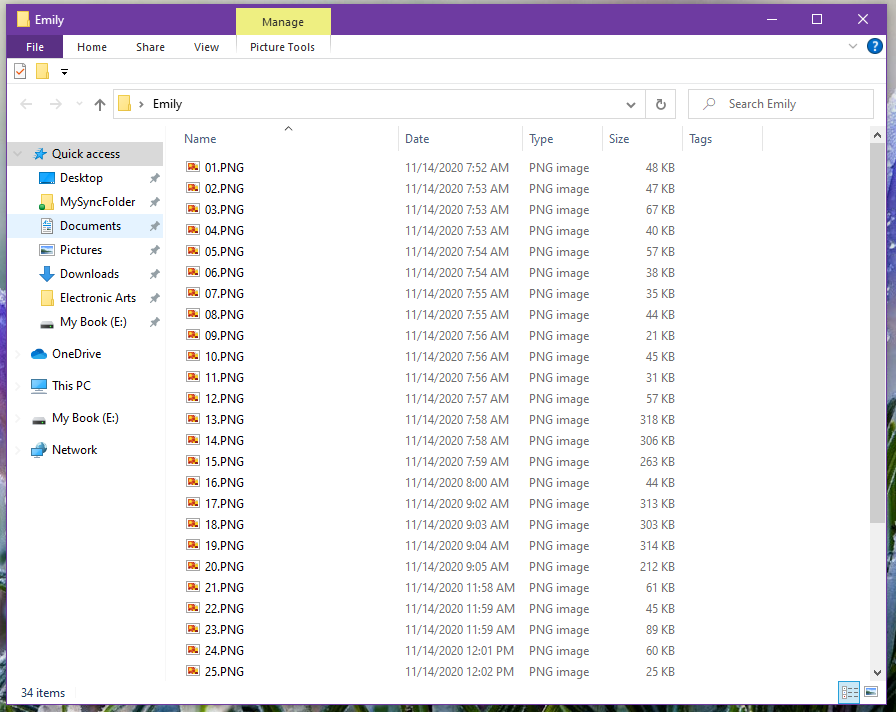 Emily
Manage
File Home Share View Picture Tools
?
Emily
Search Emily
Name Date Type Size Tags
Quick access
Desktop
MySyncFolder
Documents
Pictures
Downloads
Electronic Arts
My Book (E:)
OneDrive
This PC
My Book (E:)
Network
01.PNG 11/14/2020 7:52 AM PNG image 48 KB
02.PNG 11/14/2020 7:53 AM PNG image 47 KB
03.PNG 11/14/2020 7:53 AM PNG image 67 KB
04.PNG 11/14/2020 7:53 AM PNG image 40 KB
05.PNG 11/14/2020 7:54 AM PNG image 57 KB
06.PNG 11/14/2020 7:54 AM PNG image 38 KB
07.PNG 11/14/2020 7:55 AM PNG image 35 KB
08.PNG 11/14/2020 7:55 AM PNG image 44 KB
09.PNG 11/14/2020 7:56 AM PNG image 21 KB
10.PNG 11/14/2020 7:56 AM PNG image 45 KB
11.PNG 11/14/2020 7:56 AM PNG image 31 KB
12.PNG 11/14/2020 7:57 AM PNG image 57 KB
13.PNG 11/14/2020 7:58 AM PNG image 318 KB
14.PNG 11/14/2020 7:58 AM PNG image 306 KB
15.PNG 11/14/2020 7:59 AM PNG image 263 KB
16.PNG 11/14/2020 8:00 AM PNG image 44 KB
17.PNG 11/14/2020 9:02 AM PNG image 313 KB
18.PNG 11/14/2020 9:03 AM PNG image 303 KB
19.PNG 11/14/2020 9:04 AM PNG image 314 KB
20.PNG 11/14/2020 9:05 AM PNG image 212 KB
21.PNG 11/14/2020 11:58 AM PNG image 61 KB
22.PNG 11/14/2020 11:59 AM PNG image 45 KB
23.PNG 11/14/2020 11:59 AM PNG image 89 KB
24.PNG 11/14/2020 12:01 PM PNG image 60 KB
25.PNG 11/14/2020 12:02 PM PNG image 25 KB
34 items